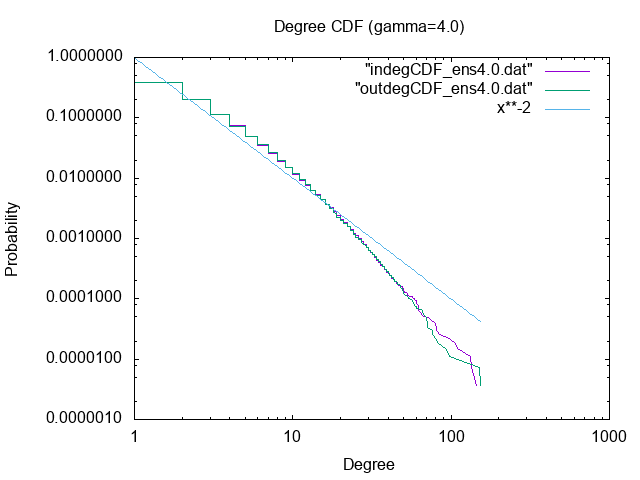 Degree CDF (gamma=4.0)
1.0000000
0.1000000
0.0100000
0.0010000
0.0001000
0.0000100
0.0000010
Probability
"indegCDF_ens4.0.dat"
"outdegCDF_ens4.0.dat"
x**-2
1 10 100 1000
Degree